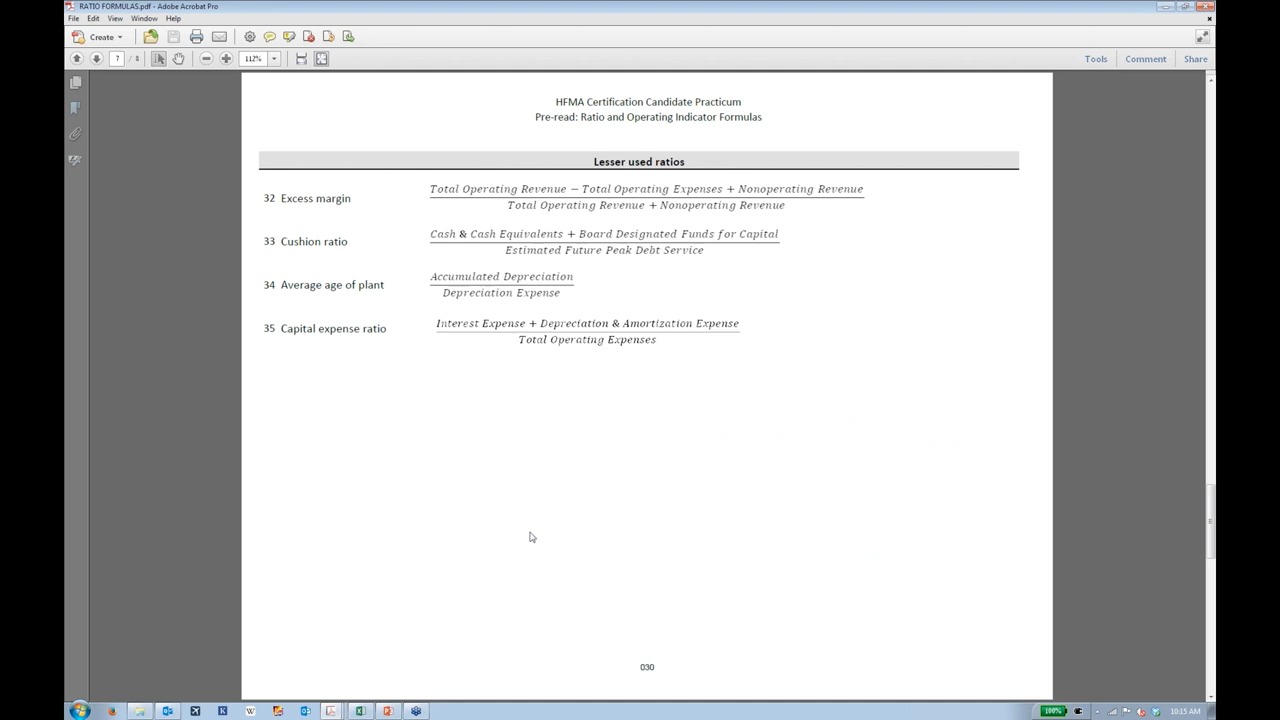 RATIO FORMULAS.pdf - Adobe Acrobat Pro
File Edit View Window Help
Create
7 / 8 112% Tools Comment Share
HFMA Certification Candidate Practicum
Pre-read: Ratio and Operating Indicator Formulas
Lesser used ratios
32 Excess margin
Total Operating Revenue − Total Operating Expenses + Nonoperating Revenue
Total Operating Revenue + Nonoperating Revenue
33 Cushion ratio
Cash & Cash Equivalents + Board Designated Funds for Capital
Estimated Future Peak Debt Service
34 Average age of plant
Accumulated Depreciation
Depreciation Expense
35 Capital expense ratio
Interest Expense + Depreciation & Amortization Expense
Total Operating Expenses
030
100% 10:15 AM